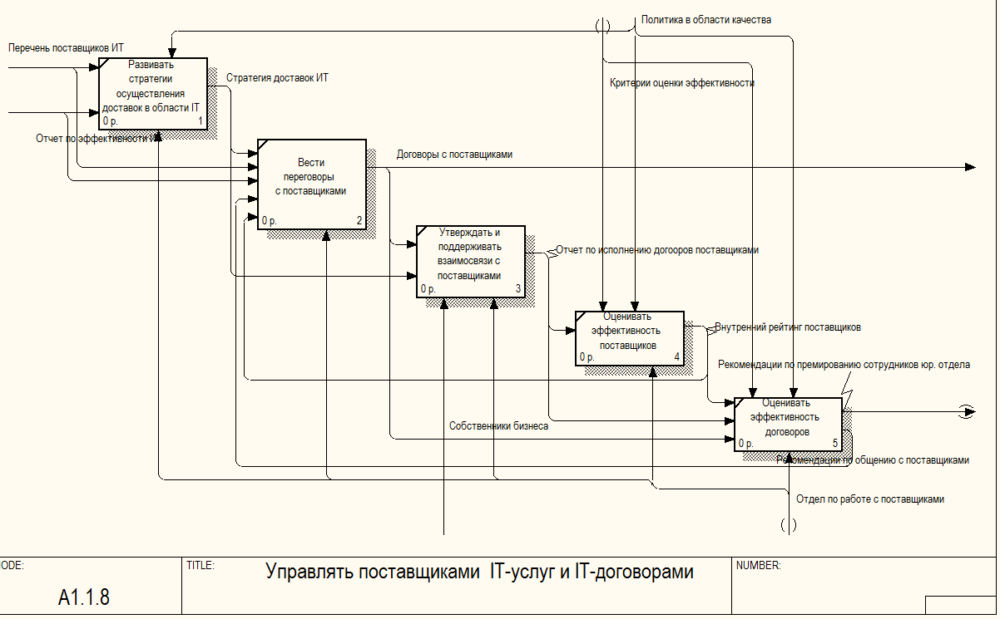 Политика в области качества
Перечень поставщиков ИТ
Развивать
стратегии
осуществления
доставок в области IT
0 р. 1
Стратегия доставок ИТ
Критерии оценки эффективности
Отчет по эффективности И
Вести
переговоры
с поставщиками
0 р. 2
Договоры с поставщиками
Утверждать и
поддерживать
взаимосвязи с
поставщиками
0 р. 3
Отчет по исполнению догооров поставщиками
Оценивать
эффективность
поставщиков
0 р. 4
Внутренний рейтинг поставщиков
Рекомендации по премированию сотрудников юр. отдела
Оценивать
эффективность
договоров
0 р. 5
Собственники бизнеса
Рекомендации по общению с поставщиками
Отдел по работе с поставщиками
ODE:
A1.1.8
TITLE:
Управлять поставщиками IT-услуг и IT-договорами
NUMBER: